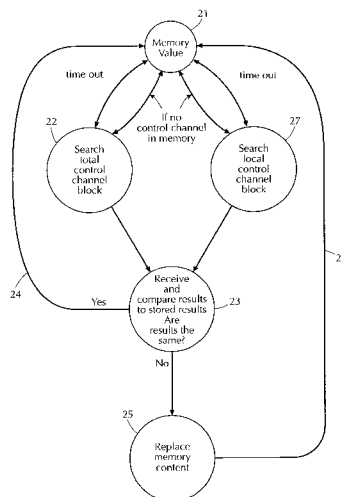 21
Memory
Value
time out
time out
If no
control channel
in memory
22
27
Search
total
control
channel
block
Search
local
control
channel
block
24
2
Receive
and
compare results
to stored results
Are
results the
same?
23
Yes
No
25
Replace
memory
content